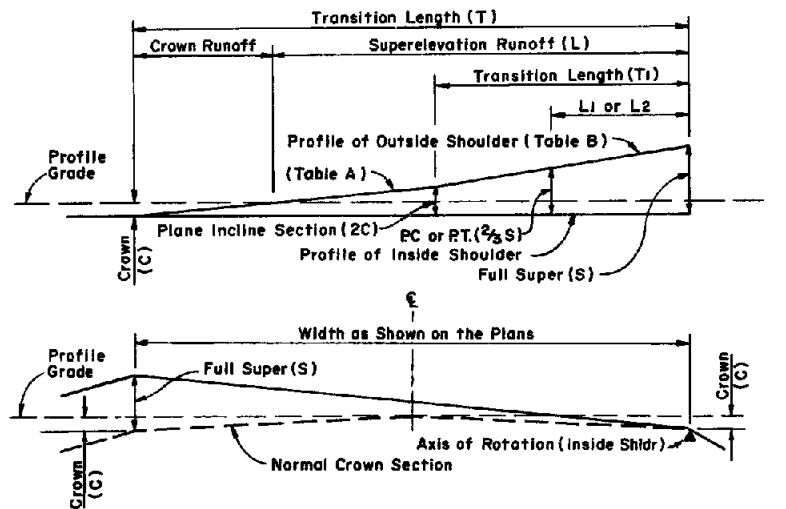 Transition Length (T)
Crown Runoff
Superelevation Runoff (L)
Transition Length (T1)
L1 or L2
Profile of Outside Shoulder (Table B)
Profile
Grade
(Table A)
Plane Incline Section (2C)
P.C or P.T. (2/3 S)
Profile of Inside Shoulder
Crown
(C)
Full Super (S)
℄
Width as Shown on the Plans
Profile
Grade
Full Super (S)
Crown
(C)
Axis of Rotation (Inside Shldr)
Normal Crown Section
Crown
(C)